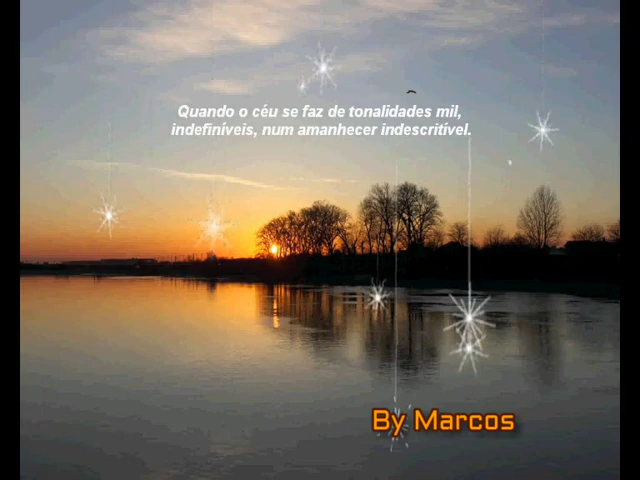 Quando o céu se faz de tonalidades mil,
indefiníveis, num amanhecer indescritível.
By Marcos